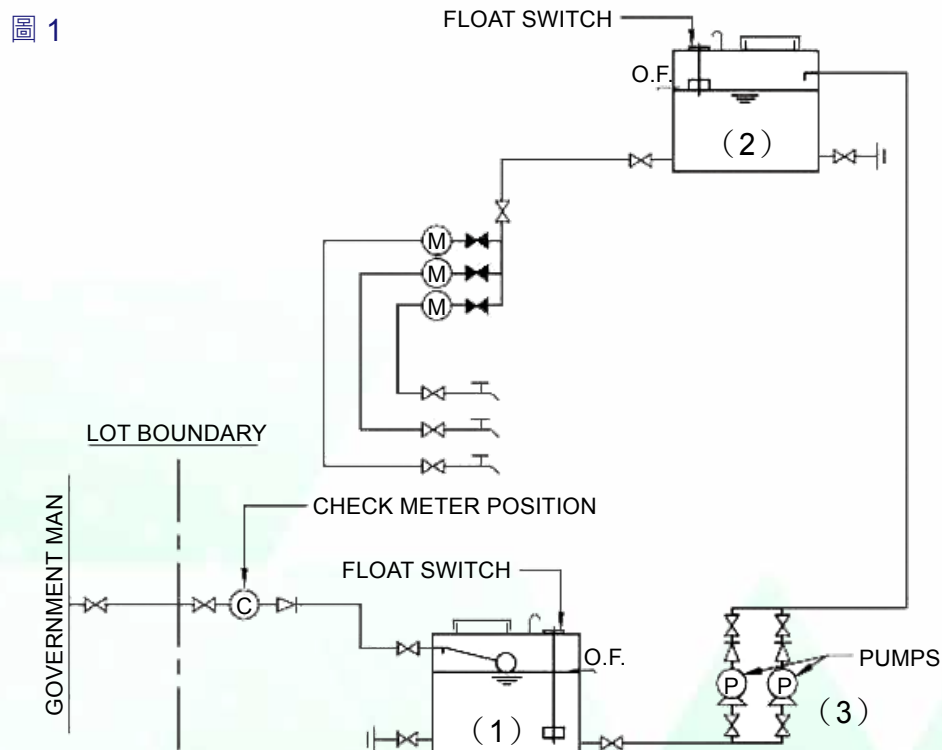 圖 1
FLOAT SWITCH
O.F.
（2）
M
M
M
LOT BOUNDARY
CHECK METER POSITION
FLOAT SWITCH
GOVERNMENT MAN
C
O.F.
PUMPS
P
P
（3）
（1）